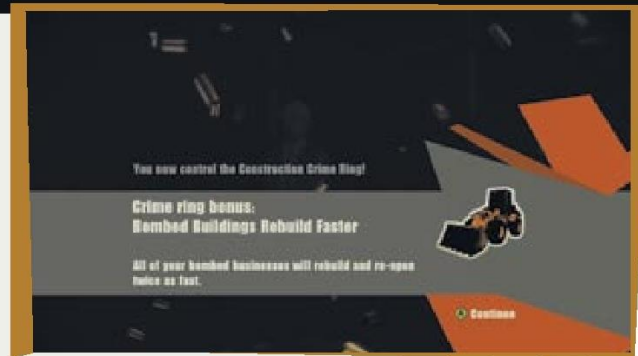 You now control the Construction Crime Ring!
Crime ring bonus:
Bombed Buildings Rebuild Faster
All of your bombed businesses will rebuild and re-open
twice as fast.
A Continue